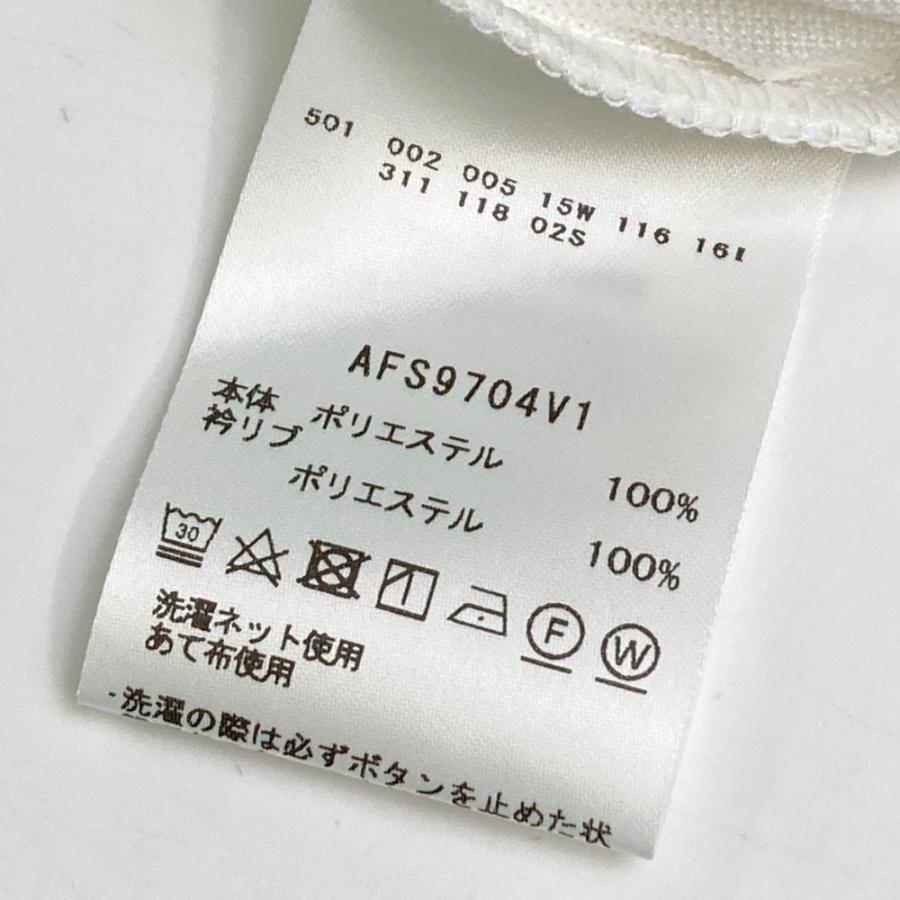 501 002 005 15W 116 161
311 118 02S
AFS9704V1
本体 ポリエステル 100%
衿リブ
ポリエステル 100%
30
F W
洗濯ネット使用
あて布使用
・洗濯の際は必ずボタンを止めた状